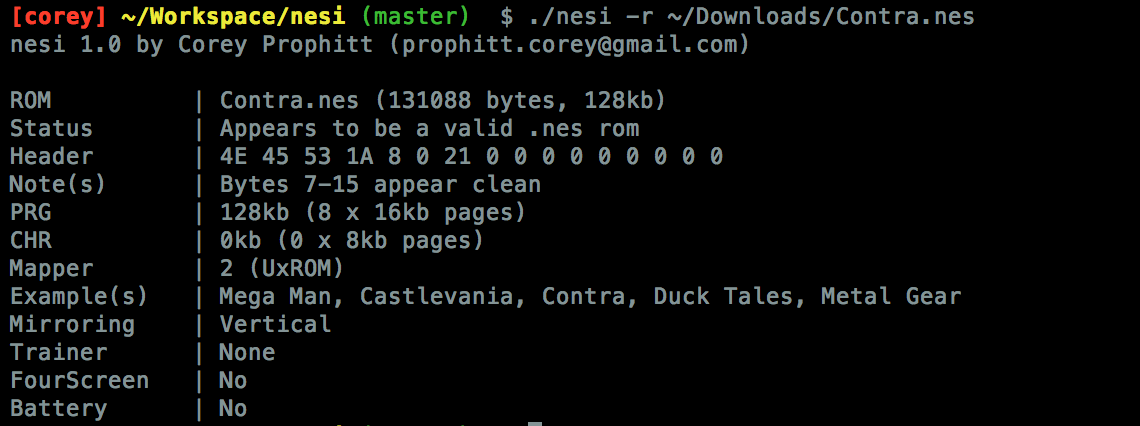 [corey] ~/Workspace/nesi (master)  $ ./nesi -r ~/Downloads/Contra.nes
nesi 1.0 by Corey Prophitt (prophitt.corey@gmail.com)
ROM | Contra.nes (131088 bytes, 128kb)
Status | Appears to be a valid .nes rom
Header | 4E 45 53 1A 8 0 21 0 0 0 0 0 0 0 0 0
Note(s) | Bytes 7-15 appear clean
PRG | 128kb (8 x 16kb pages)
CHR | 0kb (0 x 8kb pages)
Mapper | 2 (UxROM)
Example(s) | Mega Man, Castlevania, Contra, Duck Tales, Metal Gear
Mirroring | Vertical
Trainer | None
FourScreen | No
Battery | No